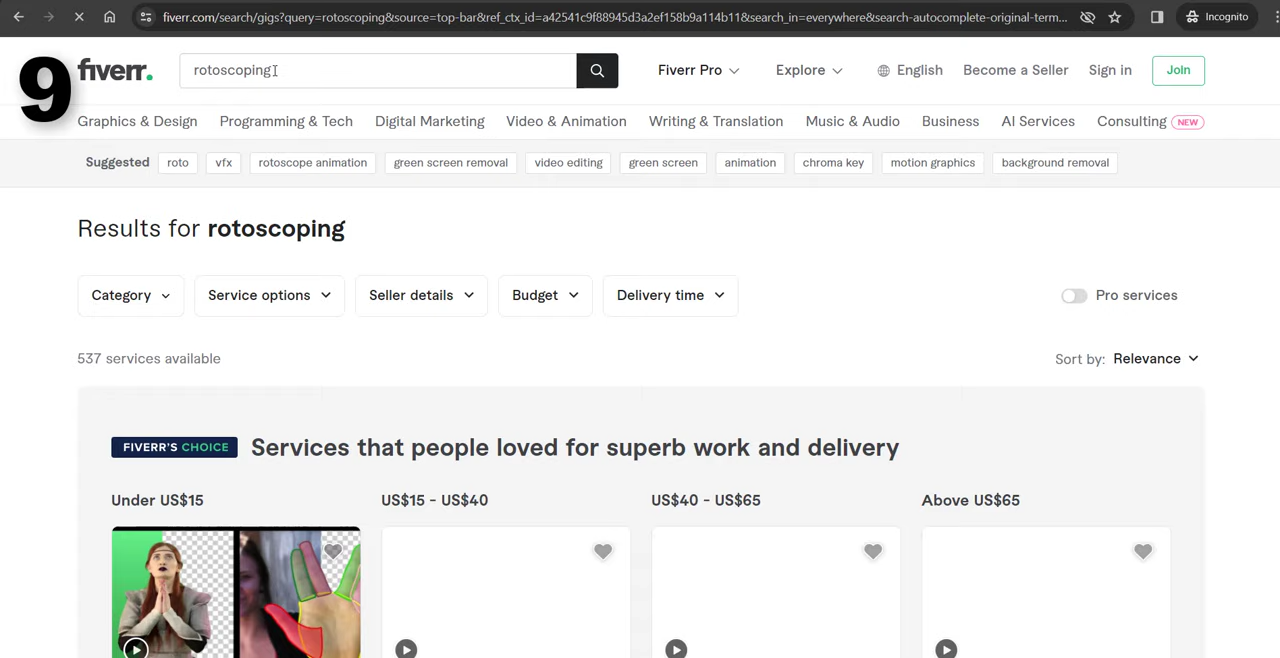 fiverr.com/search/gigs?query=rotoscoping&source=top-bar&ref_ctx_id=a42541c9f88945d3a2ef158b9a114b11&search_in=everywhere&search-autocomplete-original-term...
Incognito
9
fiverr.
rotoscoping
Fiverr Pro
Explore
English
Become a Seller
Sign in
Join
Graphics & Design
Programming & Tech
Digital Marketing
Video & Animation
Writing & Translation
Music & Audio
Business
AI Services
Consulting NEW
Suggested
roto
vfx
rotoscope animation
green screen removal
video editing
green screen
animation
chroma key
motion graphics
background removal
Results for rotoscoping
Category
Service options
Seller details
Budget
Delivery time
Pro services
537 services available
Sort by: Relevance
FIVERR'S CHOICE
Services that people loved for superb work and delivery
Under US$15
US$15 - US$40
US$40 - US$65
Above US$65